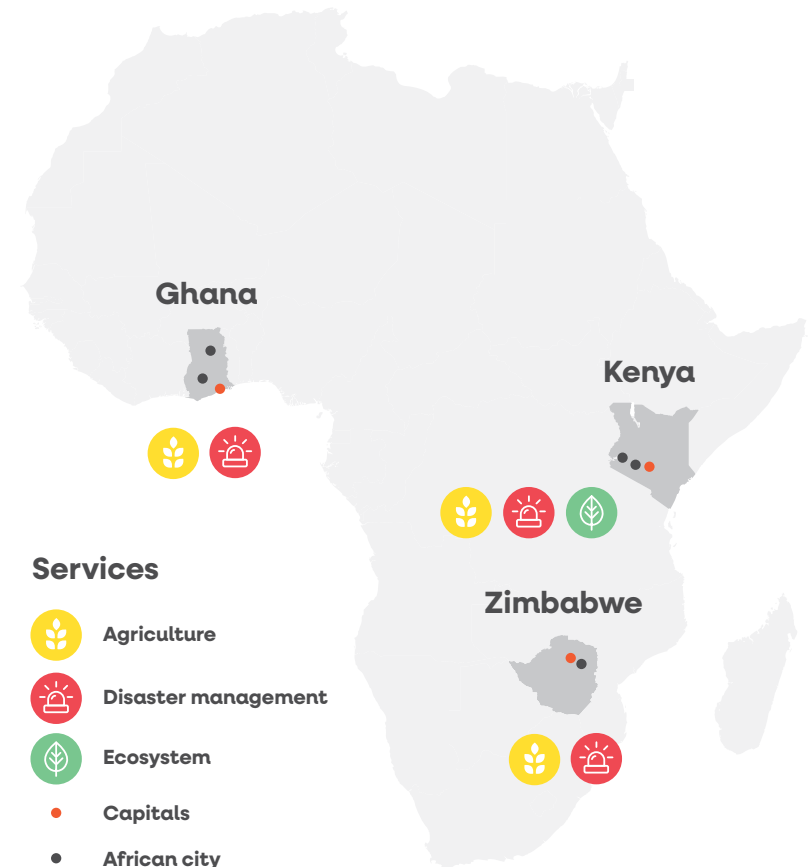 Ghana
Kenya
Zimbabwe
Services
Agriculture
Disaster management
Ecosystem
Capitals
African city